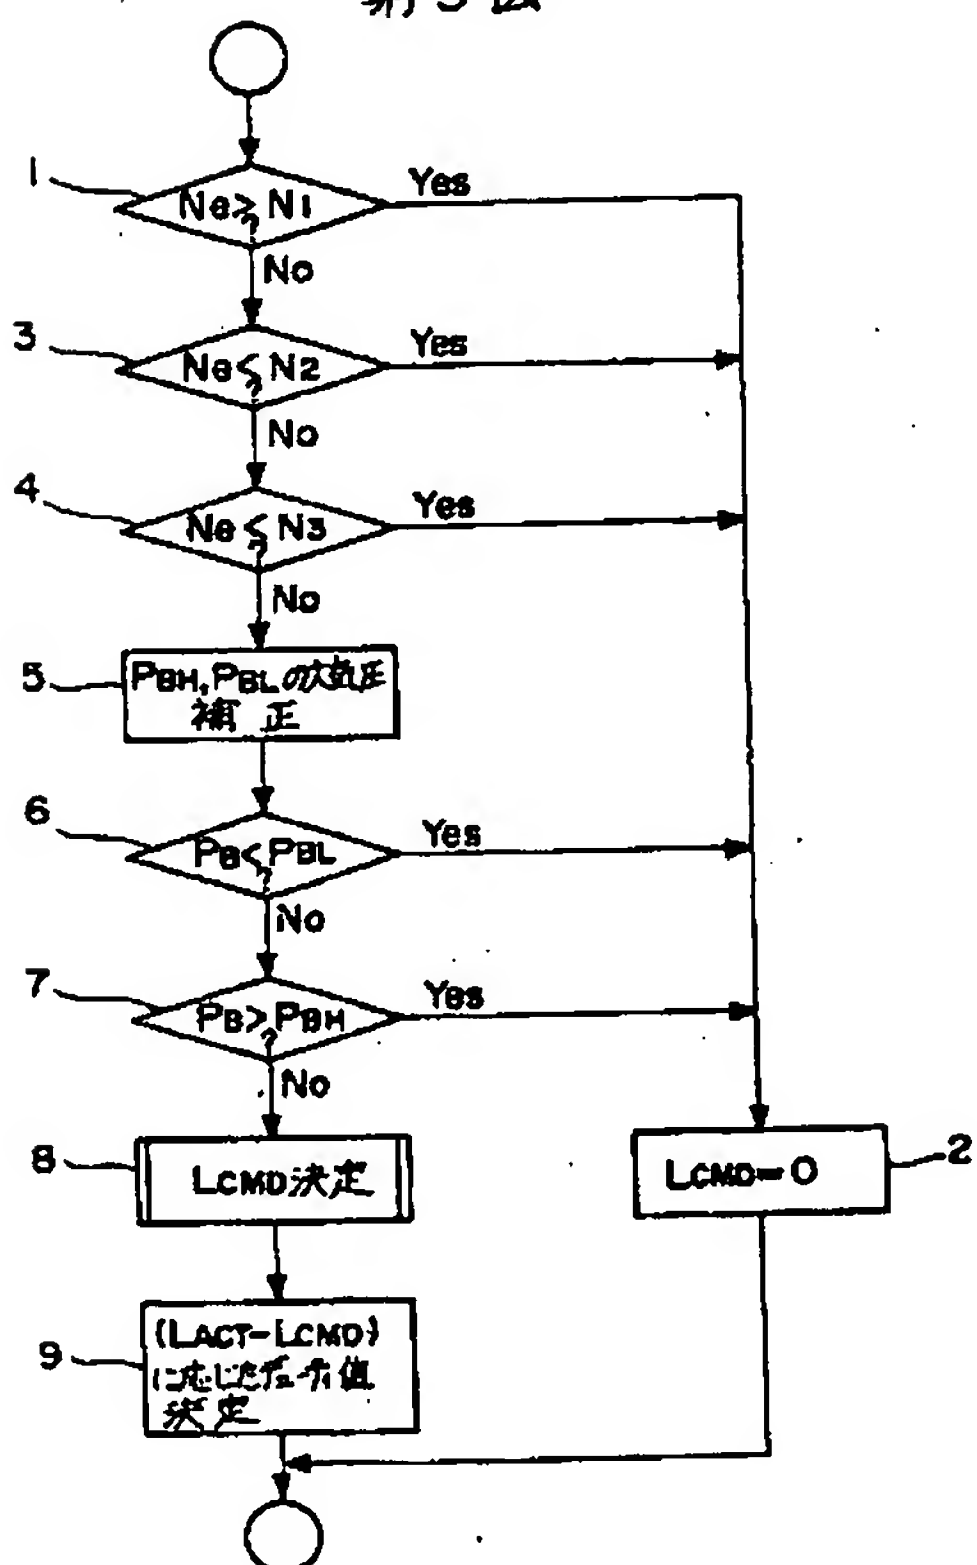 第3図
1
Ne≧N1
?
Yes
No
3
Ne≦N2
?
Yes
No
4
Ne≦N3
?
Yes
No
5
PBH,PBLの大気圧
補正
6
PB<PBL
?
Yes
No
7
PB>PBH
?
Yes
No
8
LCMD決定
LCMD=0
2
9
(LACT-LCMD)
に応じたデューティ値
決定